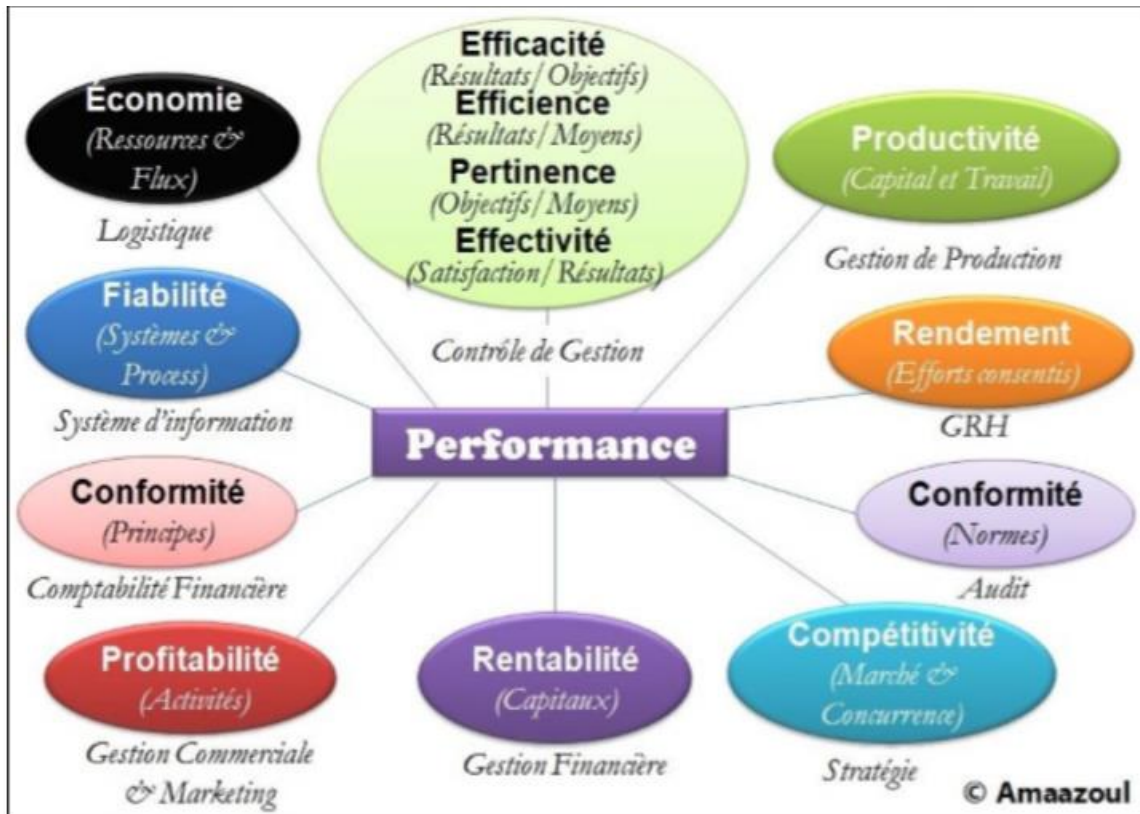 Efficacité
(Résultats/ Objectifs)
Efficience
(Résultats/ Moyens)
Pertinence
(Objectifs/ Moyens)
Effectivité
(Satisfaction/ Résultats)
Contrôle de Gestion
Économie
(Ressources &
Flux)
Logistique
Productivité
(Capital et Travail)
Gestion de Production
Fiabilité
(Systèmes &
Process)
Système d'information
Rendement
(Efforts consentis)
GRH
Performance
Conformité
(Principes)
Comptabilité Financière
Conformité
(Normes)
Audit
Profitabilité
(Activités)
Gestion Commerciale
& Marketing
Rentabilité
(Capitaux)
Gestion Financière
Compétitivité
(Marché &
Concurrence)
Stratégie
© Amaazoul